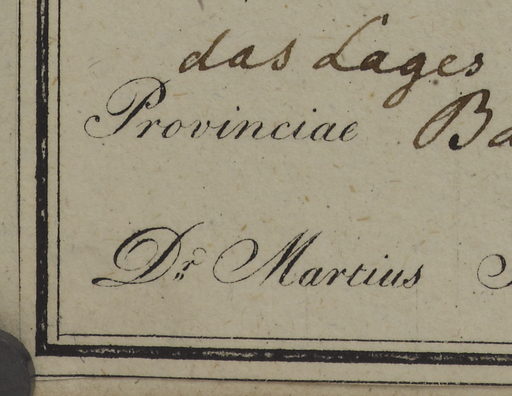 das Lages
Provinciae
Dr. Martius